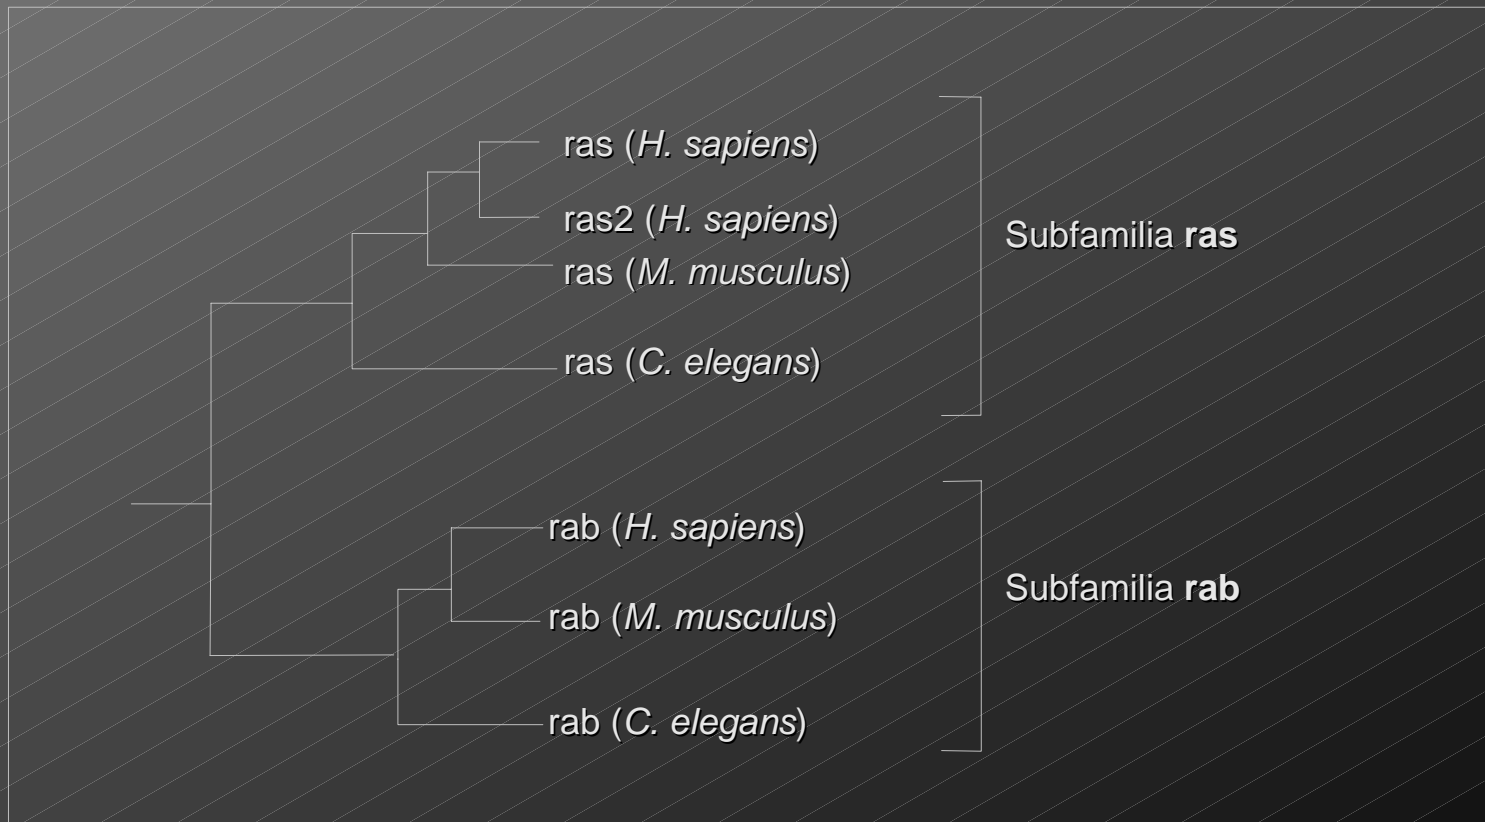 ras (H. sapiens)
ras2 (H. sapiens)
ras (M. musculus)
ras (C. elegans)
Subfamilia ras
rab (H. sapiens)
rab (M. musculus)
rab (C. elegans)
Subfamilia rab